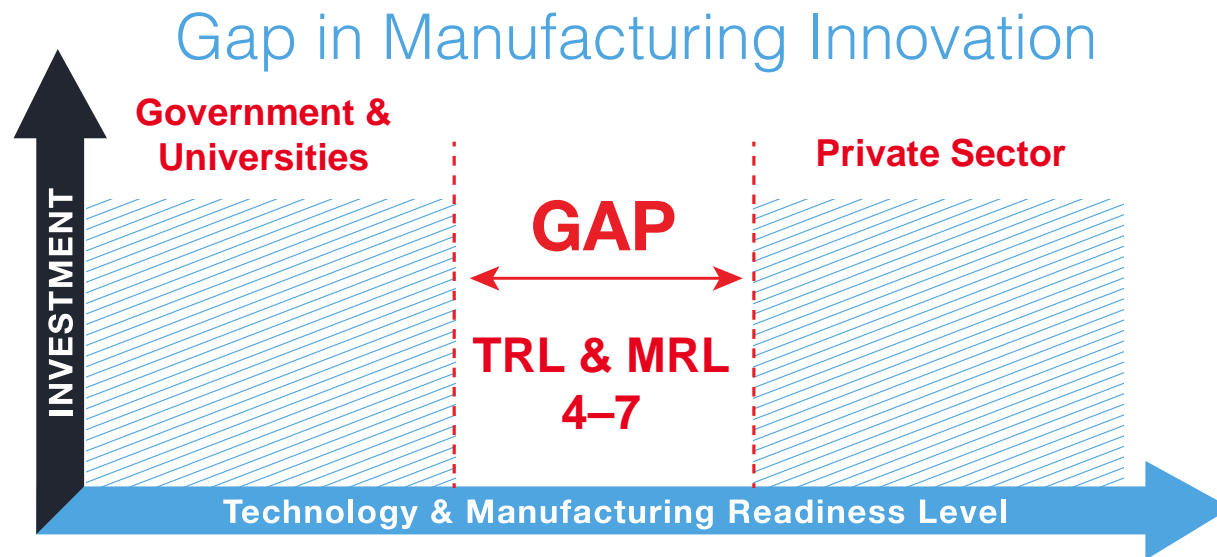 Gap in Manufacturing Innovation
Government &
Universities
Private Sector
GAP
TRL & MRL
4–7
INVESTMENT
Technology & Manufacturing Readiness Level